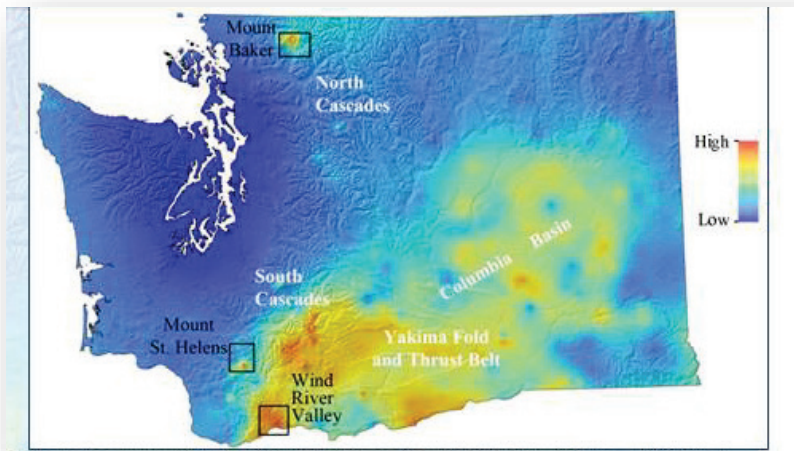 Mount
Baker
North
Cascades
High
Low
Columbia Basin
South
Cascades
Mount
St. Helens
Yakima Fold
and Thrust Belt
Wind
River
Valley